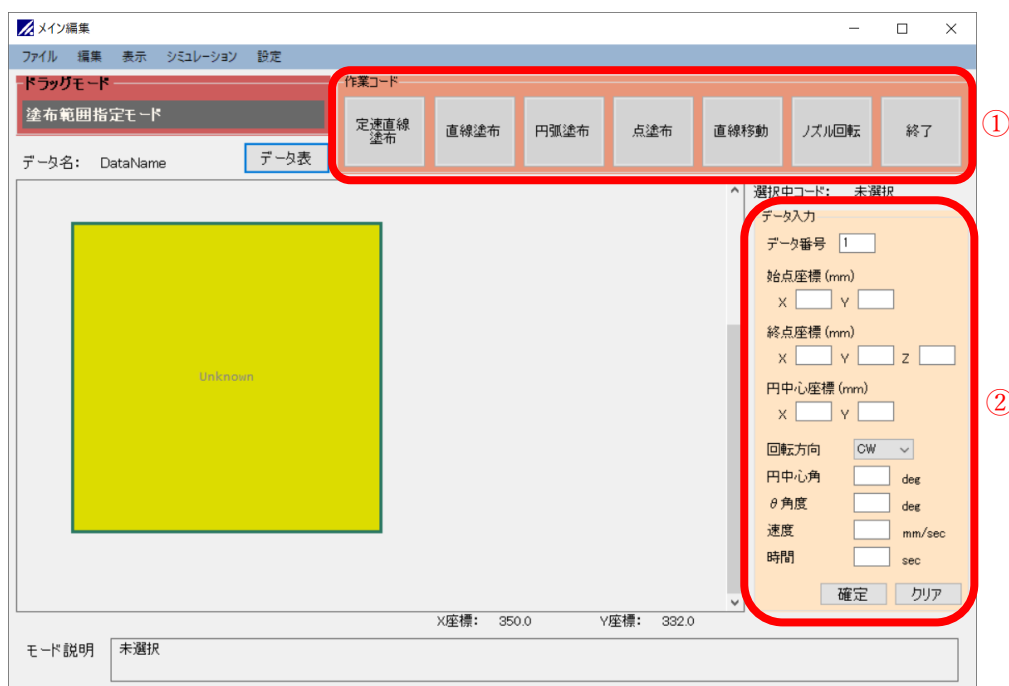 メイン編集
ファイル 編集 表示 シミュレーション 設定
ドラッグモード
塗布範囲指定モード
データ名: DataName
データ表
作業コード
定速直線
塗布
直線塗布
円弧塗布
点塗布
直線移動
ノズル回転
終了
①
選択中コード: 未選択
データ入力
データ番号 1
始点座標(mm)
X Y
終点座標(mm)
X Y Z
円中心座標(mm)
X Y
回転方向 CW
円中心角 deg
θ角度 deg
速度 mm/sec
時間 sec
確定 クリア
②
Unknown
X座標: 350.0 Y座標: 332.0
モード説明 未選択